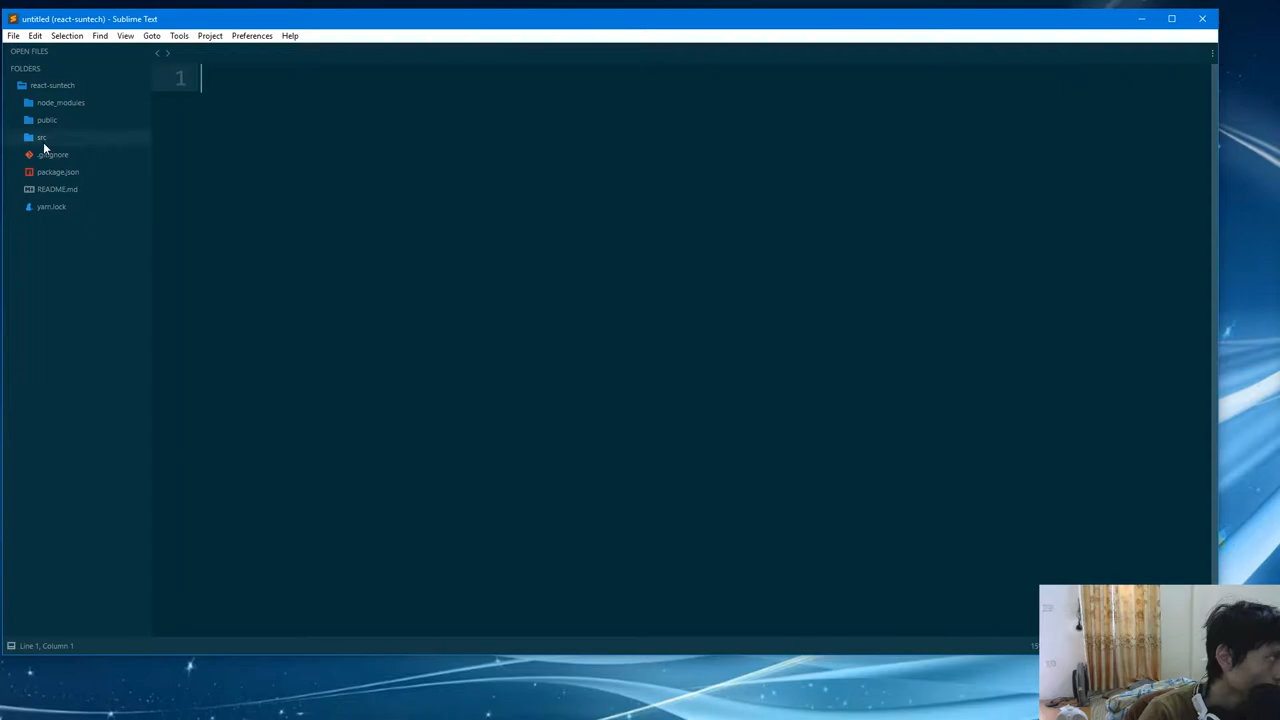 untitled (react-suntech) - Sublime Text
File Edit Selection Find View Goto Tools Project Preferences Help
OPEN FILES
FOLDERS
react-suntech
node_modules
public
src
.gitignore
package.json
README.md
yarn.lock
1
Line 1, Column 1